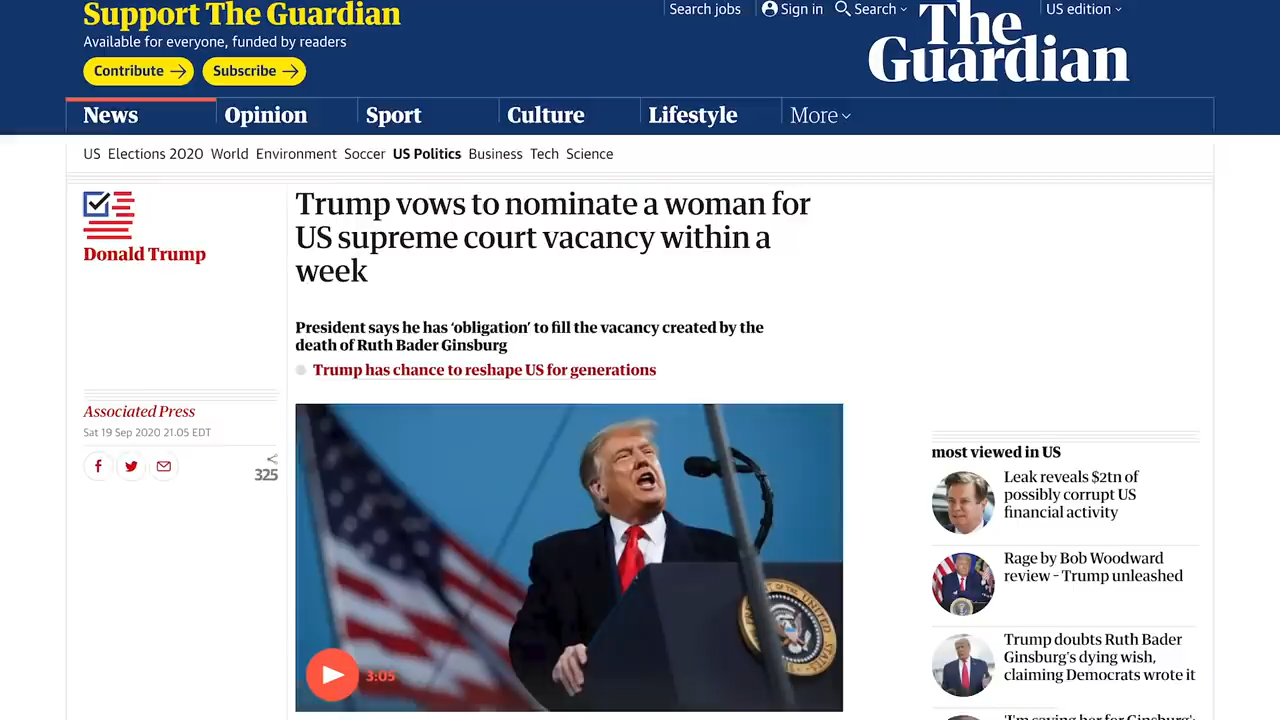 Support The Guardian
Available for everyone, funded by readers
Contribute
Subscribe
Search jobs
Sign in
Search
US edition
The
Guardian
News
Opinion
Sport
Culture
Lifestyle
More
US Elections 2020 World Environment Soccer US Politics Business Tech Science
Donald Trump
Trump vows to nominate a woman for
US supreme court vacancy within a
week
President says he has ‘obligation’ to fill the vacancy created by the
death of Ruth Bader Ginsburg
Trump has chance to reshape US for generations
Associated Press
Sat 19 Sep 2020 21.05 EDT
325
3:05
most viewed in US
Leak reveals $2tn of
possibly corrupt US
financial activity
Rage by Bob Woodward
review – Trump unleashed
Trump doubts Ruth Bader
Ginsburg's dying wish,
claiming Democrats wrote it